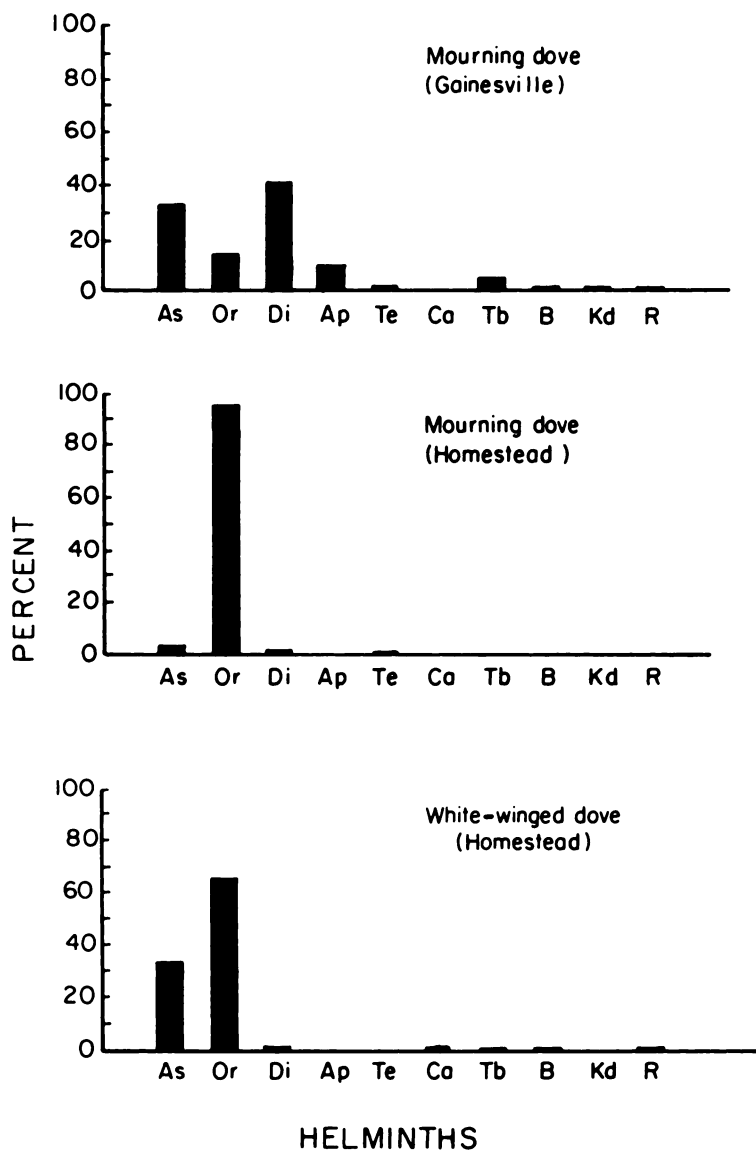 PERCENT
100
80
60
40
20
0
Mourning dove
(Gainesville)
As Or Di Ap Te Ca Tb B Kd R
100
80
60
40
20
0
Mourning dove
(Homestead)
As Or Di Ap Te Ca Tb B Kd R
100
80
60
40
20
0
White-winged dove
(Homestead)
As Or Di Ap Te Ca Tb B Kd R
HELMINTHS